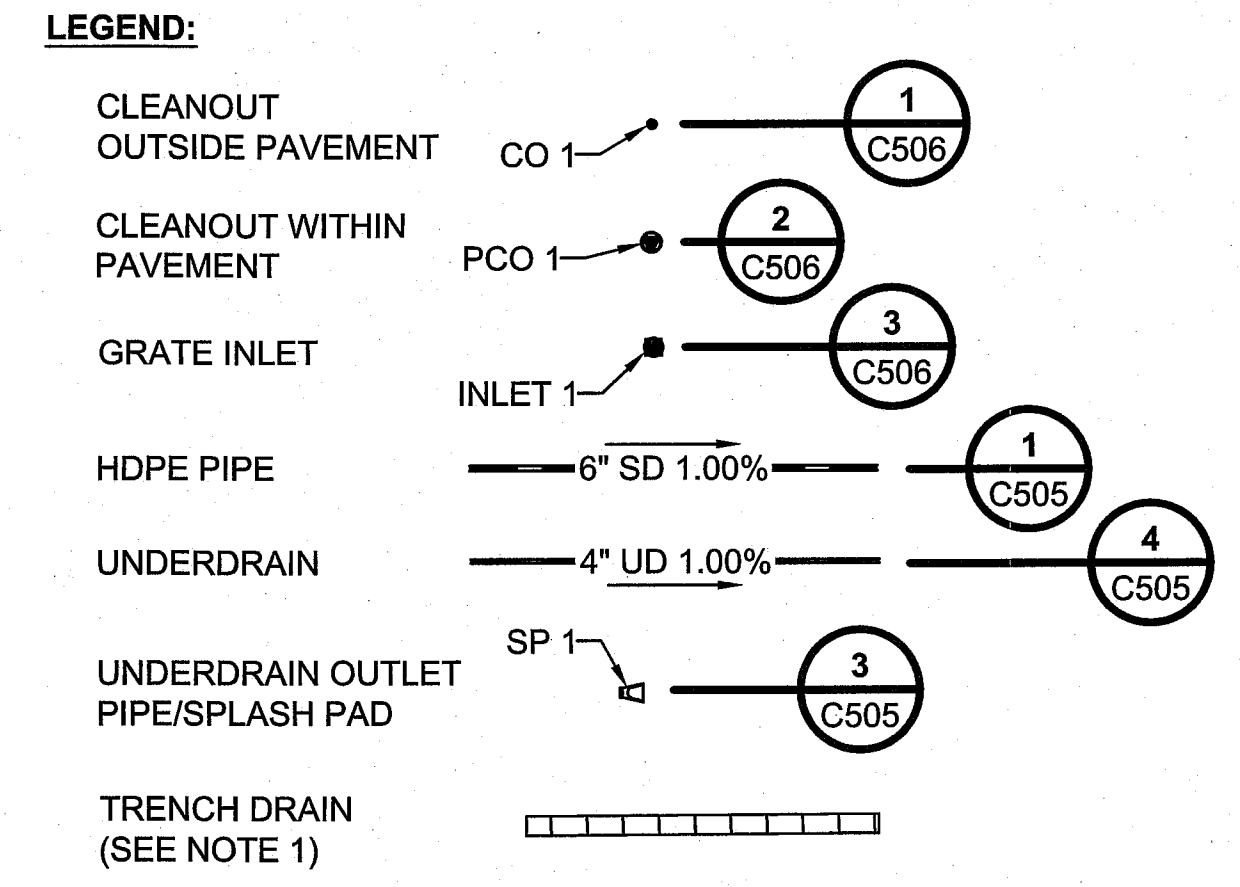 LEGEND:
CLEANOUT
OUTSIDE PAVEMENT
CO 1
1
C506
CLEANOUT WITHIN
PAVEMENT
PCO 1
2
C506
GRATE INLET
INLET 1
3
C506
HDPE PIPE
6" SD 1.00%
1
C505
UNDERDRAIN
4" UD 1.00%
4
C505
UNDERDRAIN OUTLET
PIPE/SPLASH PAD
SP 1
3
C505
TRENCH DRAIN
(SEE NOTE 1)